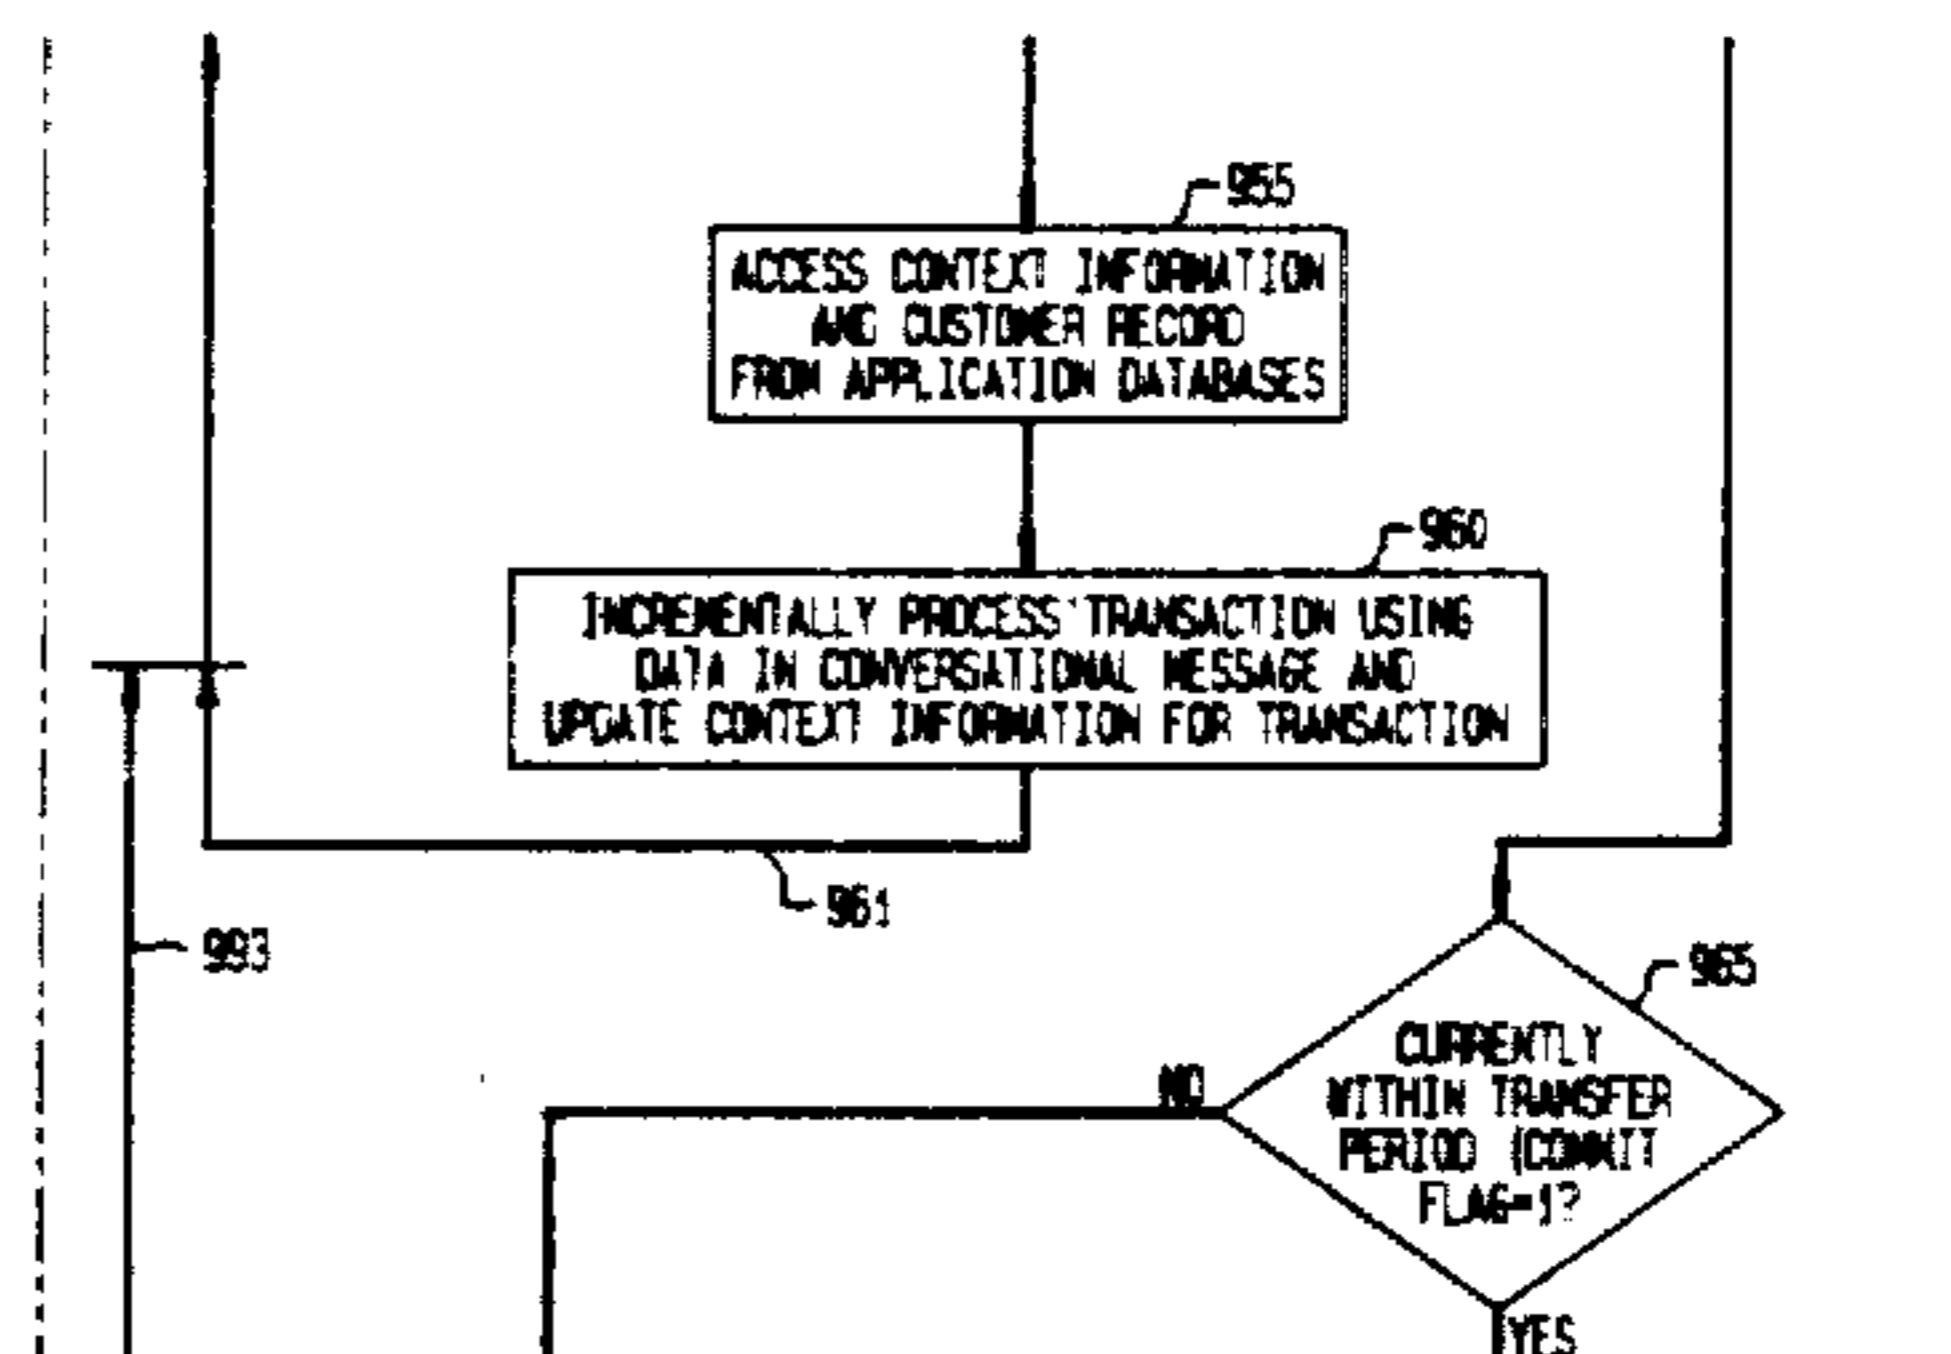 955
ACCESS CONTEXT INFORMATION
AND CUSTOMER RECORD
FROM APPLICATION DATABASES
960
INCREMENTALLY PROCESS TRANSACTION USING
DATA IN CONVERSATIONAL MESSAGE AND
UPDATE CONTEXT INFORMATION FOR TRANSACTION
961
993
965
CURRENTLY
WITHIN TRANSFER
PERIOD (COMMIT
FLAG=1?
NO
YES